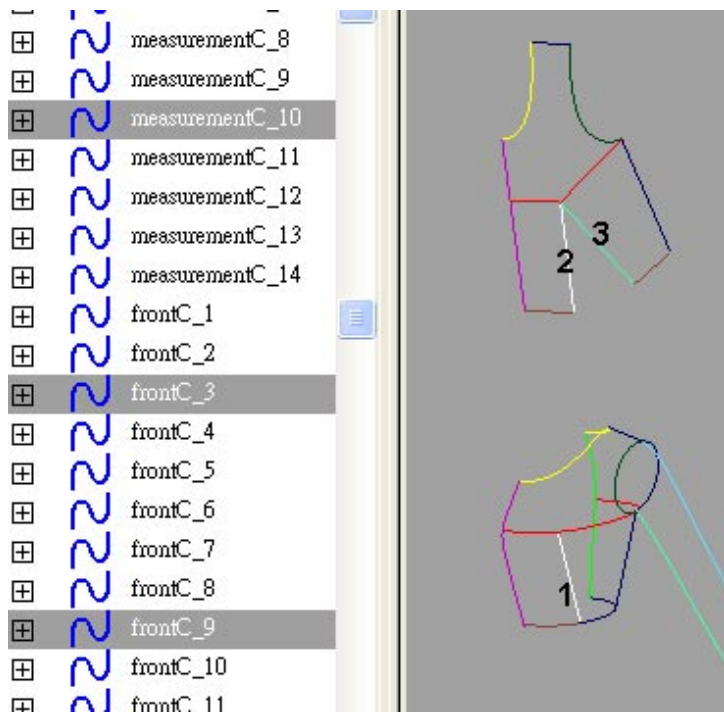 measurementC_8
measurementC_9
measurementC_10
measurementC_11
measurementC_12
measurementC_13
measurementC_14
frontC_1
frontC_2
frontC_3
frontC_4
frontC_5
frontC_6
frontC_7
frontC_8
frontC_9
frontC_10
frontC_11
3
2
1